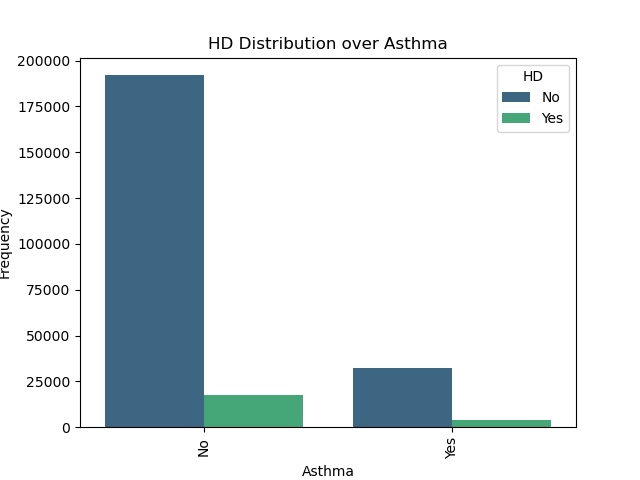 HD Distribution over Asthma
200000
175000
150000
125000
100000
75000
50000
25000
0
Frequency
HD
No
Yes
No
Yes
Asthma